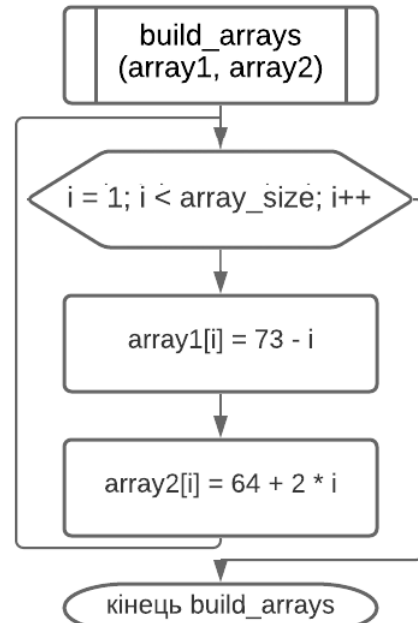 build_arrays
(array1, array2)
i = 1; i < array_size; i++
array1[i] = 73 - i
array2[i] = 64 + 2 * i
кінець build_arrays